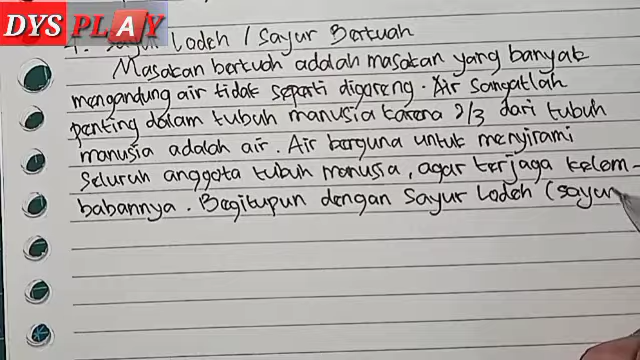 DYS PLAY
Sayur Lodeh / Sayur Bertuah
Masakan bertuah adalah masakan yang banyak
mengandung air tidak seperti digoreng. Air sangatlah
penting dalam tubuh manusia karena 2/3 dari tubuh
manusia adalah air. Air berguna untuk menyirami
Seluruh anggota tubuh manusia, agar terjaga kelem-
babannya. Begitupun dengan Sayur Lodeh (sayur